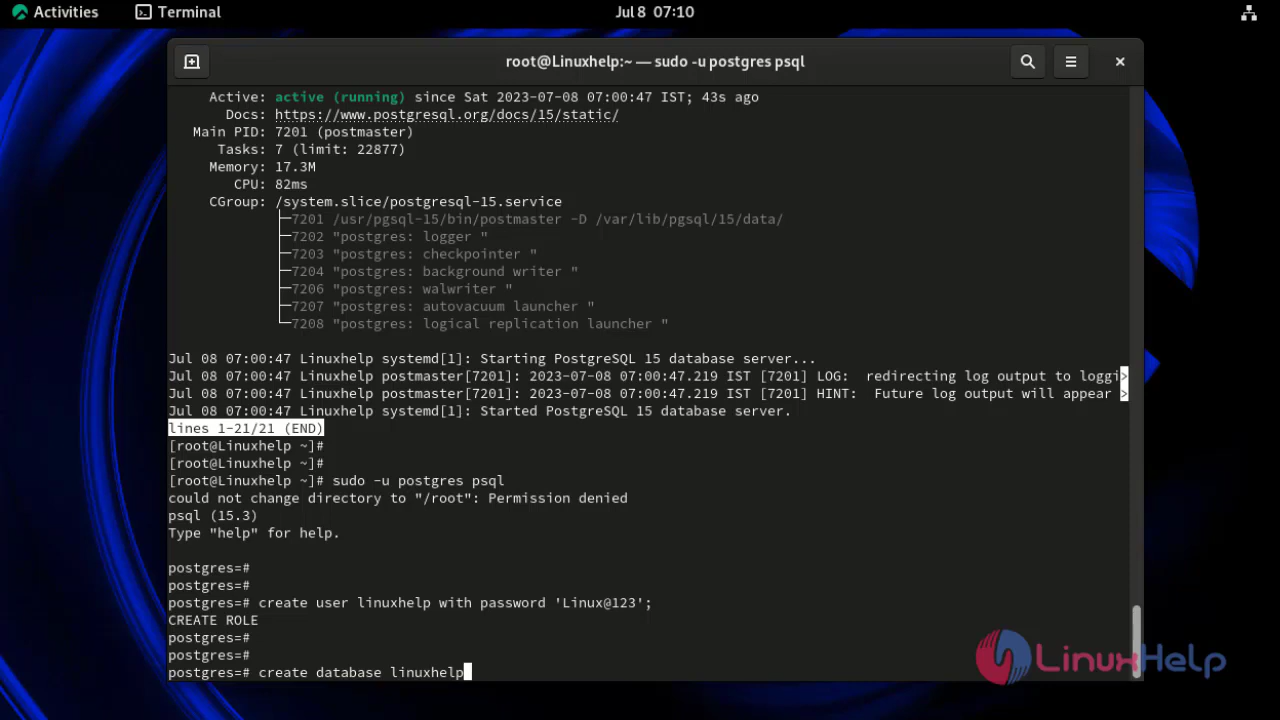 Activities Terminal Jul 8 07:10
root@Linuxhelp:~ — sudo -u postgres psql
Active: active (running) since Sat 2023-07-08 07:00:47 IST; 43s ago
Docs: https://www.postgresql.org/docs/15/static/
Main PID: 7201 (postmaster)
Tasks: 7 (limit: 22877)
Memory: 17.3M
CPU: 82ms
CGroup: /system.slice/postgresql-15.service
├─7201 /usr/pgsql-15/bin/postmaster -D /var/lib/pgsql/15/data/
├─7202 "postgres: logger "
├─7203 "postgres: checkpointer "
├─7204 "postgres: background writer "
├─7206 "postgres: walwriter "
├─7207 "postgres: autovacuum launcher "
└─7208 "postgres: logical replication launcher "
Jul 08 07:00:47 Linuxhelp systemd[1]: Starting PostgreSQL 15 database server...
Jul 08 07:00:47 Linuxhelp postmaster[7201]: 2023-07-08 07:00:47.219 IST [7201] LOG:  redirecting log output to loggi>
Jul 08 07:00:47 Linuxhelp postmaster[7201]: 2023-07-08 07:00:47.219 IST [7201] HINT:  Future log output will appear >
Jul 08 07:00:47 Linuxhelp systemd[1]: Started PostgreSQL 15 database server.
lines 1-21/21 (END)
[root@Linuxhelp ~]#
[root@Linuxhelp ~]#
[root@Linuxhelp ~]# sudo -u postgres psql
could not change directory to "/root": Permission denied
psql (15.3)
Type "help" for help.
postgres=#
postgres=#
postgres=# create user linuxhelp with password 'Linux@123';
CREATE ROLE
postgres=#
postgres=#
postgres=# create database linuxhelp
LinuxHelp